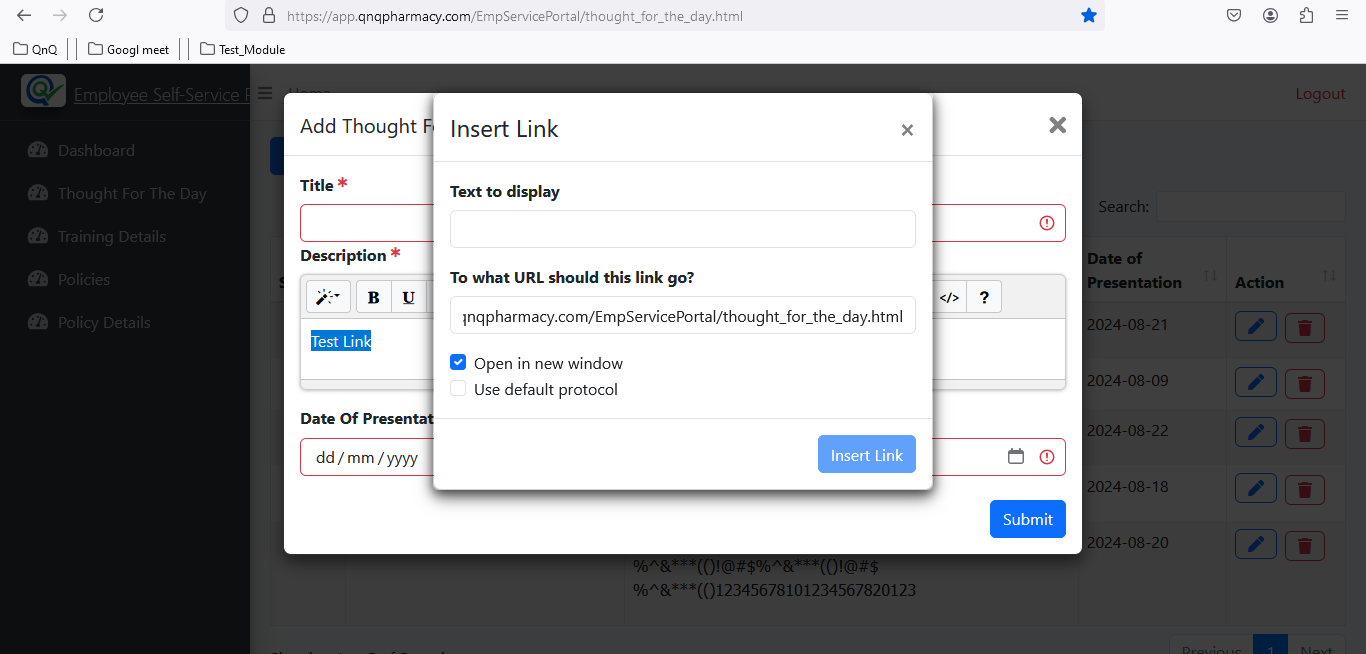 https://app.qnqpharmacy.com/EmpServicePortal/thought_for_the_day.html
QnQ
Googl meet
Test_Module
Employee Self-Service
Home
Logout
Dashboard
Thought For The Day
Training Details
Policies
Policy Details
Add Thought
Insert Link
×
Title *
Text to display
Search:
Description *
To what URL should this link go?
Date of
Presentation
Action
B U
</> ?
qnqpharmacy.com/EmpServicePortal/thought_for_the_day.html
Test Link
2024-08-21
Open in new window
Use default protocol
2024-08-09
Date Of Presentat
2024-08-22
dd/mm/yyyy
Insert Link
2024-08-18
Submit
2024-08-20
%^&***(()!@#$%^&***(()!@#$
%^&***(()12345678101234567820123
Previous 1 Next